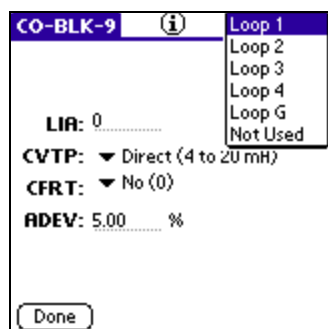 CO-BLK-9 i Loop 1
Loop 2
Loop 3
Loop 4
Loop G
Not Used
LIA: 0
CVTP: Direct (4 to 20 mA)
CFRT: No (0)
ADEV: 5.00 %
Done